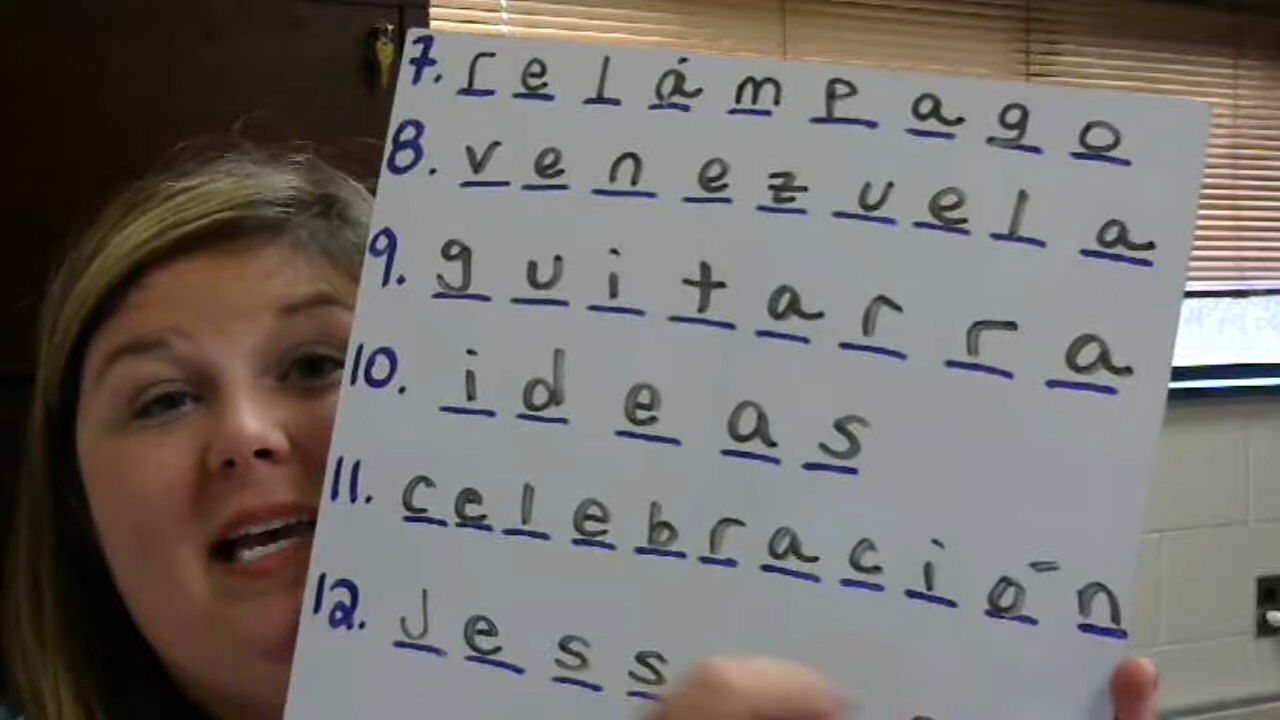 7. relámpago
8. venezuela
9. guitarra
10. ideas
11. celebración
12. Jess